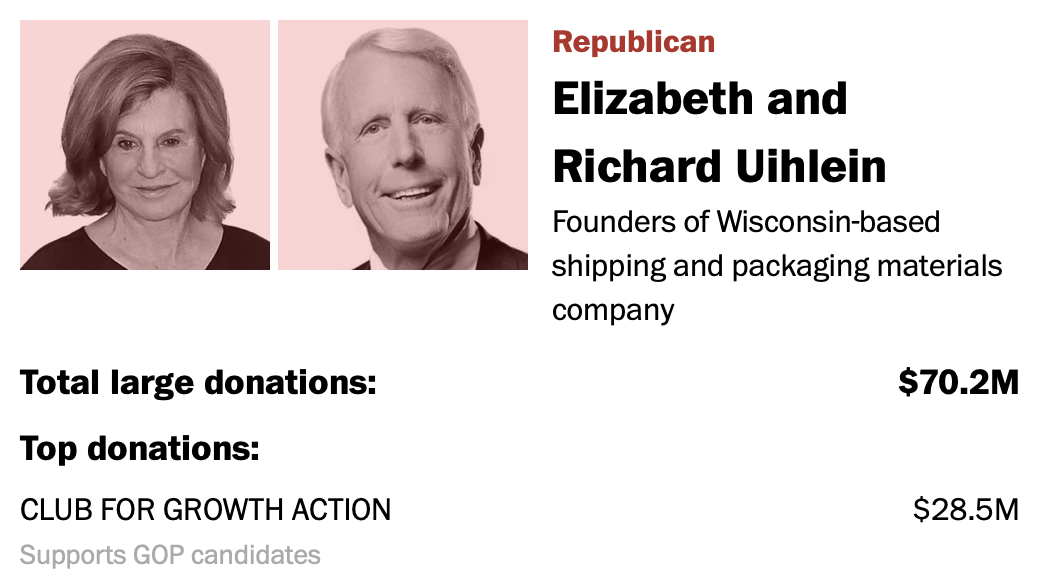 Republican
Elizabeth and
Richard Uihlein
Founders of Wisconsin-based
shipping and packaging materials
company
Total large donations: $70.2M
Top donations:
CLUB FOR GROWTH ACTION $28.5M
Supports GOP candidates